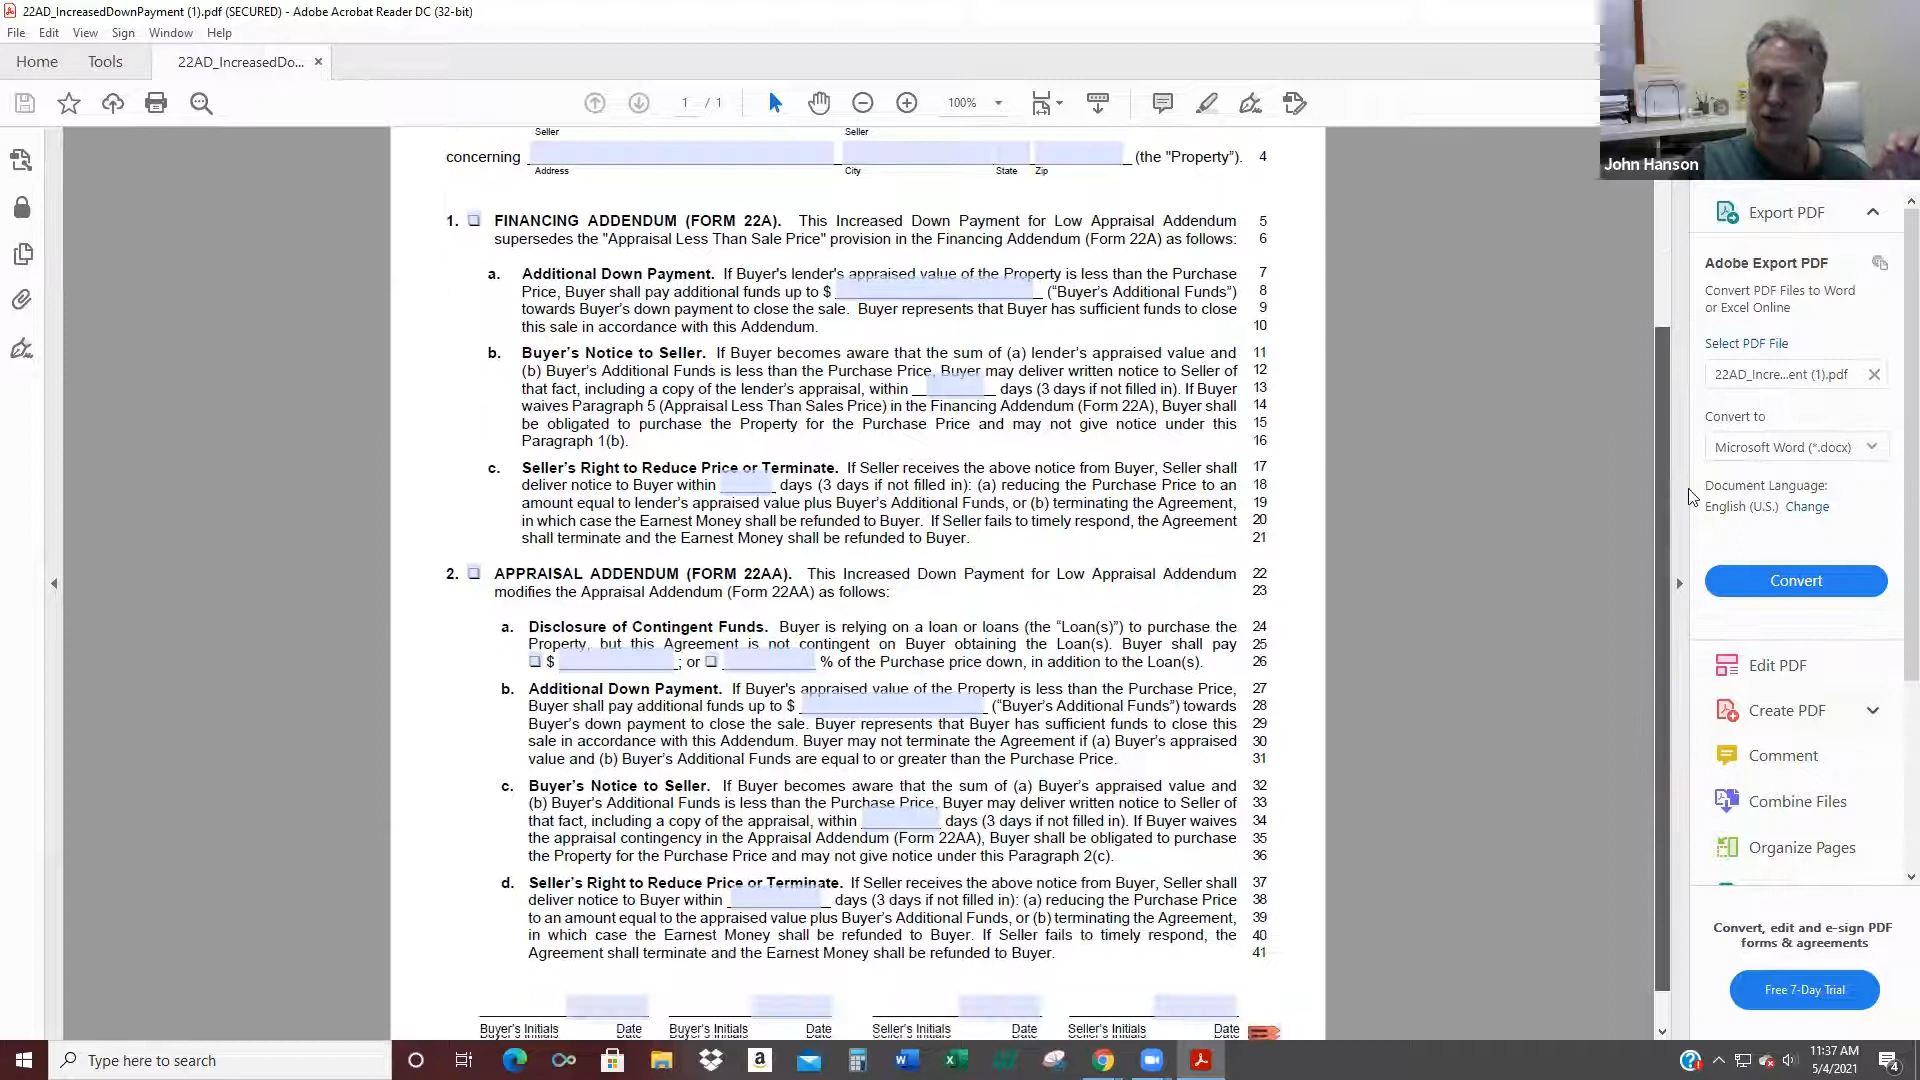 22AD_IncreasedDownPayment (1).pdf (SECURED) - Adobe Acrobat Reader DC (32-bit)
File Edit View Sign Window Help
Home Tools 22AD_IncreasedDo... ×
1 / 1 100%
John Hanson
Seller Seller
concerning (the "Property"). 4
Address City State Zip
1. FINANCING ADDENDUM (FORM 22A). This Increased Down Payment for Low Appraisal Addendum 5
supersedes the "Appraisal Less Than Sale Price" provision in the Financing Addendum (Form 22A) as follows: 6
a. Additional Down Payment. If Buyer's lender's appraised value of the Property is less than the Purchase 7
Price, Buyer shall pay additional funds up to $ (“Buyer's Additional Funds”) 8
towards Buyer's down payment to close the sale. Buyer represents that Buyer has sufficient funds to close 9
this sale in accordance with this Addendum. 10
b. Buyer's Notice to Seller. If Buyer becomes aware that the sum of (a) lender's appraised value and 11
(b) Buyer's Additional Funds is less than the Purchase Price, Buyer may deliver written notice to Seller of 12
that fact, including a copy of the lender's appraisal, within days (3 days if not filled in). If Buyer 13
waives Paragraph 5 (Appraisal Less Than Sales Price) in the Financing Addendum (Form 22A), Buyer shall 14
be obligated to purchase the Property for the Purchase Price and may not give notice under this 15
Paragraph 1(b). 16
c. Seller's Right to Reduce Price or Terminate. If Seller receives the above notice from Buyer, Seller shall 17
deliver notice to Buyer within days (3 days if not filled in): (a) reducing the Purchase Price to an 18
amount equal to lender's appraised value plus Buyer's Additional Funds, or (b) terminating the Agreement, 19
in which case the Earnest Money shall be refunded to Buyer. If Seller fails to timely respond, the Agreement 20
shall terminate and the Earnest Money shall be refunded to Buyer. 21
2. APPRAISAL ADDENDUM (FORM 22AA). This Increased Down Payment for Low Appraisal Addendum 22
modifies the Appraisal Addendum (Form 22AA) as follows: 23
a. Disclosure of Contingent Funds. Buyer is relying on a loan or loans (the “Loan(s)”) to purchase the 24
Property, but this Agreement is not contingent on Buyer obtaining the Loan(s). Buyer shall pay 25
$ ; or % of the Purchase price down, in addition to the Loan(s). 26
b. Additional Down Payment. If Buyer's appraised value of the Property is less than the Purchase Price, 27
Buyer shall pay additional funds up to $ (“Buyer's Additional Funds”) towards 28
Buyer's down payment to close the sale. Buyer represents that Buyer has sufficient funds to close this 29
sale in accordance with this Addendum. Buyer may not terminate the Agreement if (a) Buyer's appraised 30
value and (b) Buyer's Additional Funds are equal to or greater than the Purchase Price. 31
c. Buyer's Notice to Seller. If Buyer becomes aware that the sum of (a) Buyer's appraised value and 32
(b) Buyer's Additional Funds is less than the Purchase Price, Buyer may deliver written notice to Seller of 33
that fact, including a copy of the appraisal, within days (3 days if not filled in). If Buyer waives 34
the appraisal contingency in the Appraisal Addendum (Form 22AA), Buyer shall be obligated to purchase 35
the Property for the Purchase Price and may not give notice under this Paragraph 2(c). 36
d. Seller's Right to Reduce Price or Terminate. If Seller receives the above notice from Buyer, Seller shall 37
deliver notice to Buyer within days (3 days if not filled in): (a) reducing the Purchase Price 38
to an amount equal to the appraised value plus Buyer's Additional Funds, or (b) terminating the Agreement, 39
in which case the Earnest Money shall be refunded to Buyer. If Seller fails to timely respond, the 40
Agreement shall terminate and the Earnest Money shall be refunded to Buyer. 41
Buyer's Initials Date Buyer's Initials Date Seller's Initials Date Seller's Initials Date
Export PDF
Adobe Export PDF
Convert PDF Files to Word
or Excel Online
Select PDF File
22AD_Incre...ent (1).pdf
Convert to
Microsoft Word (*.docx)
Document Language:
English (U.S.) Change
Convert
Edit PDF
Create PDF
Comment
Combine Files
Organize Pages
Convert, edit and e-sign PDF
forms & agreements
Free 7-Day Trial
Type here to search
11:37 AM
5/4/2021
4